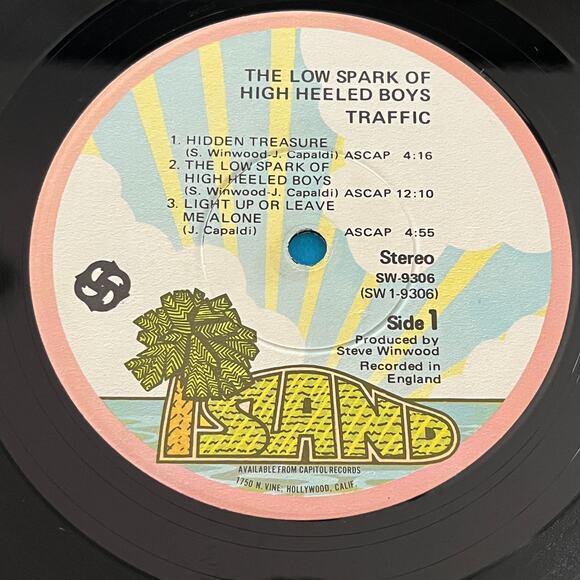 THE LOW SPARK OF
HIGH HEELED BOYS
TRAFFIC
1. HIDDEN TREASURE
(S. Winwood-J. Capaldi) ASCAP 4:16
2. THE LOW SPARK OF
HIGH HEELED BOYS
(S. Winwood-J. Capaldi) ASCAP 12:10
3. LIGHT UP OR LEAVE
ME ALONE
(J. Capaldi) ASCAP 4:55
Stereo
SW-9306
(SW1-9306)
Side 1
Produced by
Steve Winwood
Recorded in
England
ISLAND
AVAILABLE FROM CAPITOL RECORDS
1750 N. VINE; HOLLYWOOD, CALIF.